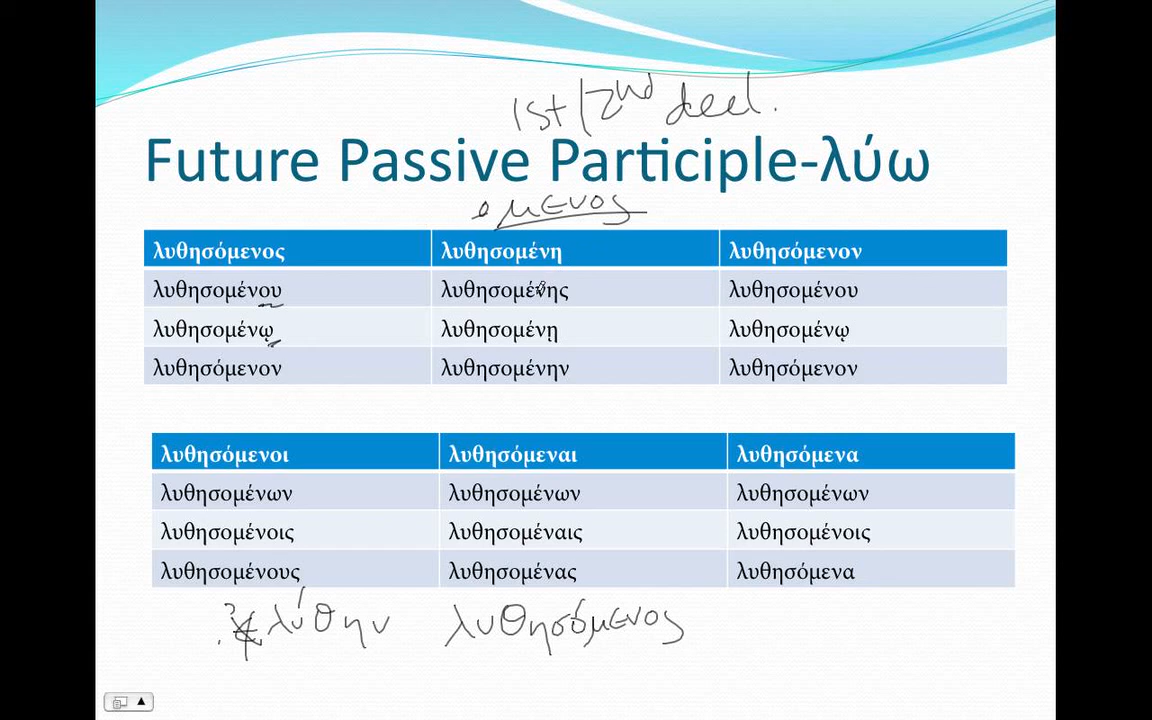 1st/2nd decl.
Future Passive Participle-λύω
ομενος
λυθησόμενος λυθησομένη λυθησόμενον
λυθησομένου λυθησομένης λυθησομένου
λυθησομένῳ λυθησομένῃ λυθησομένῳ
λυθησόμενον λυθησομένην λυθησόμενον
λυθησόμενοι λυθησόμεναι λυθησόμενα
λυθησομένων λυθησομένων λυθησομένων
λυθησομένοις λυθησομέναις λυθησομένοις
λυθησομένους λυθησομένας λυθησόμενα
λύθην λυθησόμενος